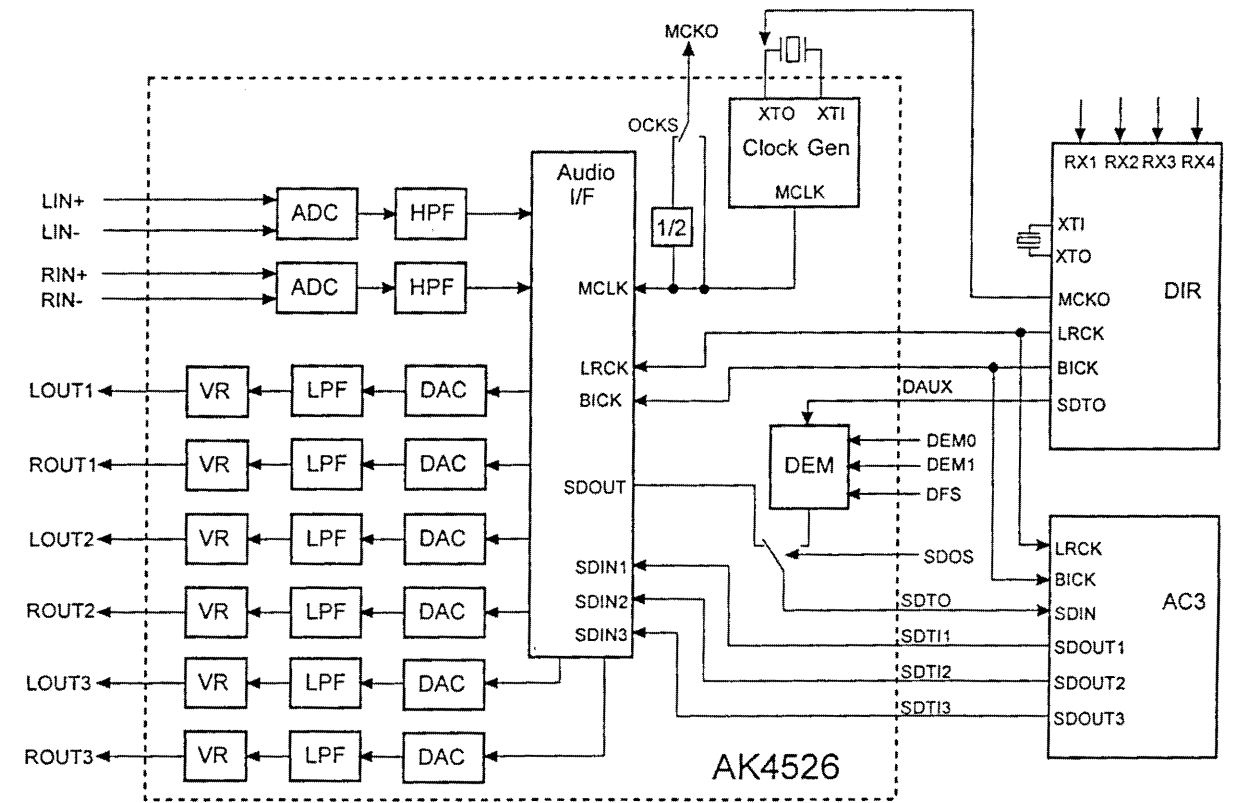 MCKO
OCKS
XTO XTI
Clock Gen
MCLK
RX1 RX2 RX3 RX4
XTI
XTO
MCKO
DIR
LRCK
BICK
SDTO
Audio
I/F
1/2
LIN+
LIN-
ADC
HPF
RIN+
RIN-
ADC
HPF
MCLK
LRCK
BICK
DAUX
LOUT1
VR
LPF
DAC
ROUT1
VR
LPF
DAC
DEM
DEM0
DEM1
DFS
SDOUT
LOUT2
VR
LPF
DAC
SDOS
LRCK
BICK
SDIN
AC3
SDOUT1
SDOUT2
SDOUT3
SDIN1
SDIN2
SDIN3
SDTO
SDTI1
SDTI2
SDTI3
ROUT2
VR
LPF
DAC
LOUT3
VR
LPF
DAC
ROUT3
VR
LPF
DAC
AK4526